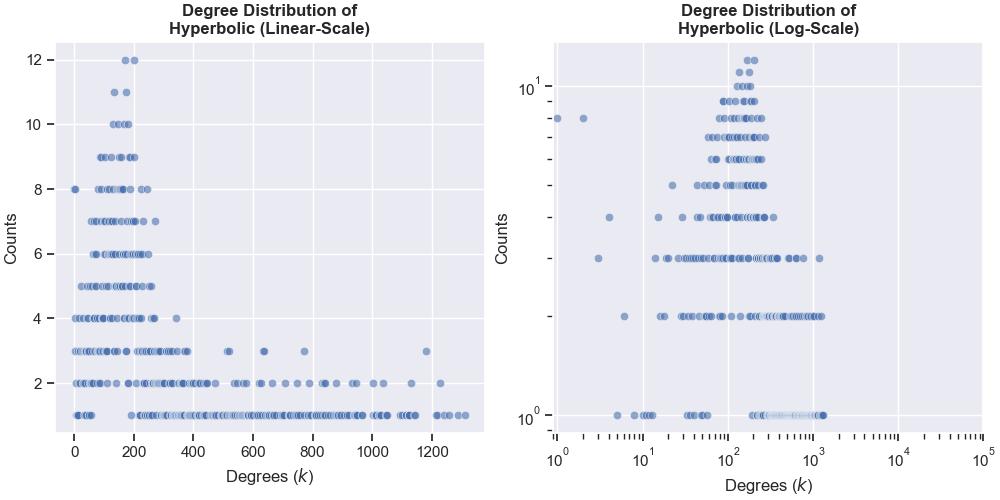 Degree Distribution of
Hyperbolic (Linear-Scale)
12
10
8
6
4
2
Counts
0 200 400 600 800 1000 1200
Degrees (k)
Degree Distribution of
Hyperbolic (Log-Scale)
10^1
10^0
Counts
10^0 10^1 10^2 10^3 10^4 10^5
Degrees (k)